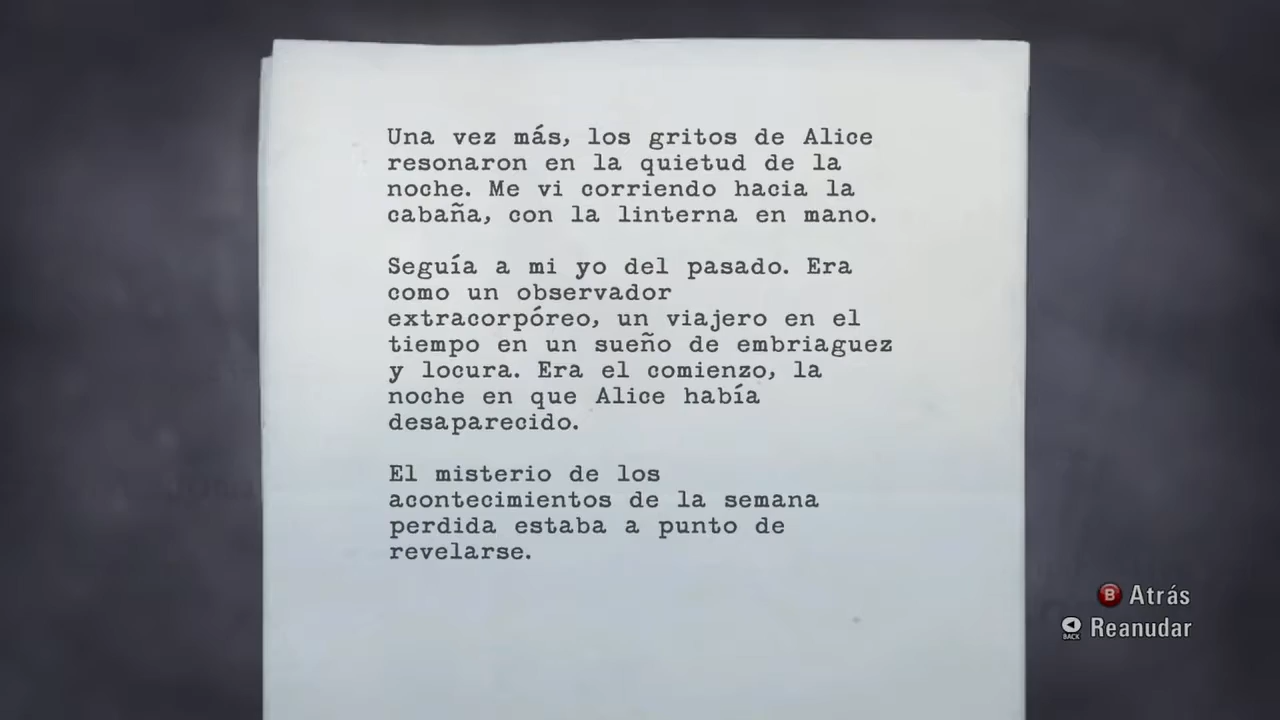 Una vez más, los gritos de Alice
resonaron en la quietud de la
noche. Me vi corriendo hacia la
cabaña, con la linterna en mano.
Seguía a mi yo del pasado. Era
como un observador
extracorpóreo, un viajero en el
tiempo en un sueño de embriaguez
y locura. Era el comienzo, la
noche en que Alice había
desaparecido.
El misterio de los
acontecimientos de la semana
perdida estaba a punto de
revelarse.
B Atrás
BACK Reanudar